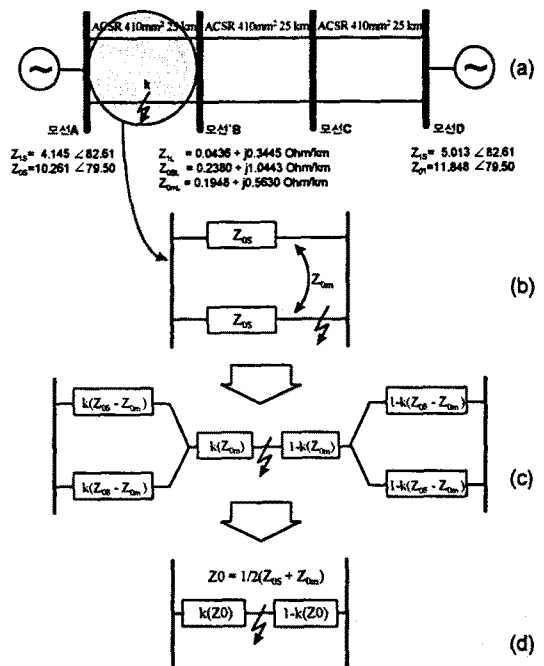 ACSR 410mm² 25 km ACSR 410mm² 25 km ACSR 410mm² 25 km
k
(a)
모선A 모선`B 모선C 모선D
Z1S= 4.145 ∠82.61
Z0S=10.261 ∠79.50
Z1L = 0.0436 + j0.3445 Ohm/km
Z0SL = 0.2380 + j1.0443 Ohm/km
Z0mL = 0.1948 + j0.5630 Ohm/km
Z1S= 5.013 ∠82.61
Z01=11.848 ∠79.50
Z0S
Z0m
(b)
Z0S
k(Z0S - Z0m) 1-k(Z0S - Z0m)
k(Z0m) 1-k(Z0m)
(c)
k(Z0S - Z0m) 1-k(Z0S - Z0m)
Z0 = 1/2(Z0S + Z0m)
k(Z0) 1-k(Z0)
(d)